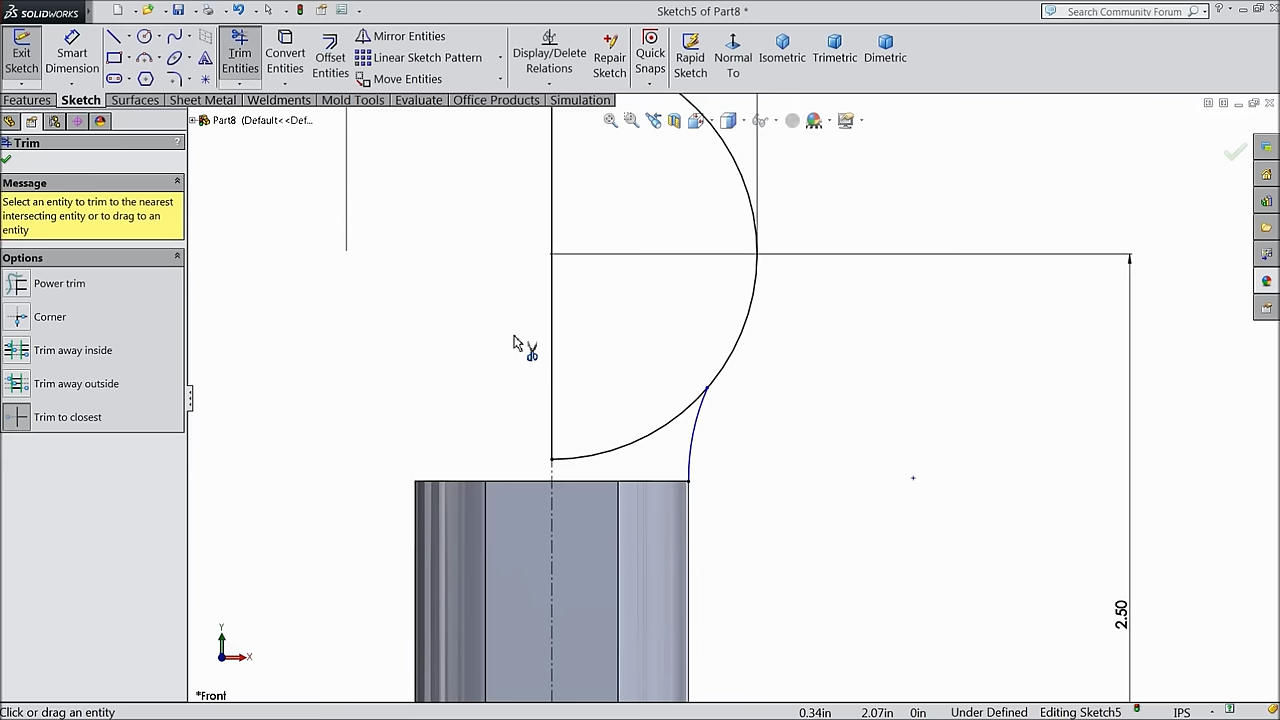 SOLIDWORKS
Sketch5 of Part8 *
Search Community Forum
Exit Sketch
Smart Dimension
Trim Entities
Convert Entities
Offset Entities
Mirror Entities
Linear Sketch Pattern
Move Entities
Display/Delete Relations
Repair Sketch
Quick Snaps
Rapid Sketch
Normal To
Isometric
Trimetric
Dimetric
Features
Sketch
Surfaces
Sheet Metal
Weldments
Mold Tools
Evaluate
Office Products
Simulation
Part8 (Default<<Def...
Trim
?
Message
Select an entity to trim to the nearest
intersecting entity or to drag to an
entity
Options
Power trim
Corner
Trim away inside
Trim away outside
Trim to closest
2.50
Y
X
*Front
Click or drag an entity
0.34in
2.07in
0in
Under Defined
Editing Sketch5
IPS